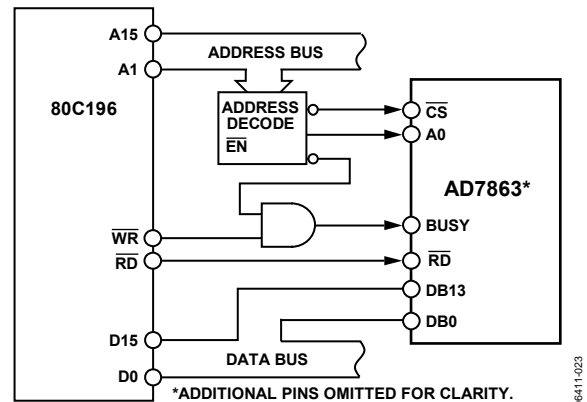 A15
ADDRESS BUS
A1
80C196
ADDRESS
DECODE
EN
CS
A0
AD7863*
BUSY
WR
RD
RD
DB13
DB0
D15
DATA BUS
D0
*ADDITIONAL PINS OMITTED FOR CLARITY.
6411-023